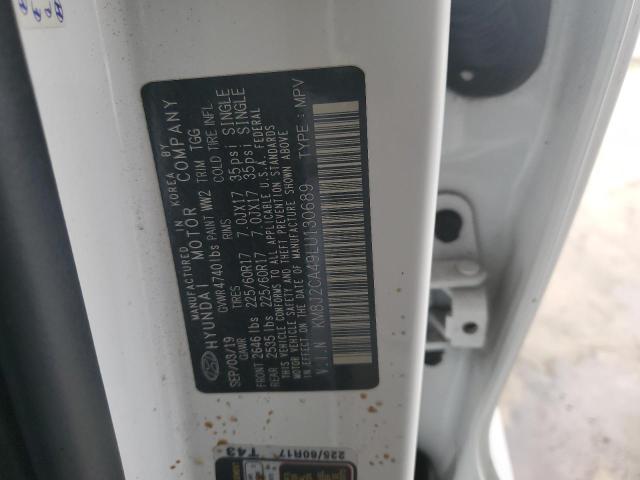 MANUFACTURED IN KOREA BY
HYUNDAI MOTOR COMPANY
SEP/03/19 GVWR 4740lbs PAINT WW2 TRIM TGG
GAWR TIRES RIMS COLD TIRE INFL.
FRONT 2646 lbs 225/60R17 7.0JX17 35psi SINGLE
REAR 2535 lbs 225/60R17 7.0JX17 35psi SINGLE
THIS VEHICLE CONFORMS TO ALL APPLICABLE U.S.A. FEDERAL
MOTOR VEHICLE SAFETY AND THEFT PREVENTION STANDARDS
IN EFFECT ON THE DATE OF MANUFACTURE SHOWN ABOVE
V.I.N KM8J2CA49LU130689 TYPE : MPV
225/60R17
T43